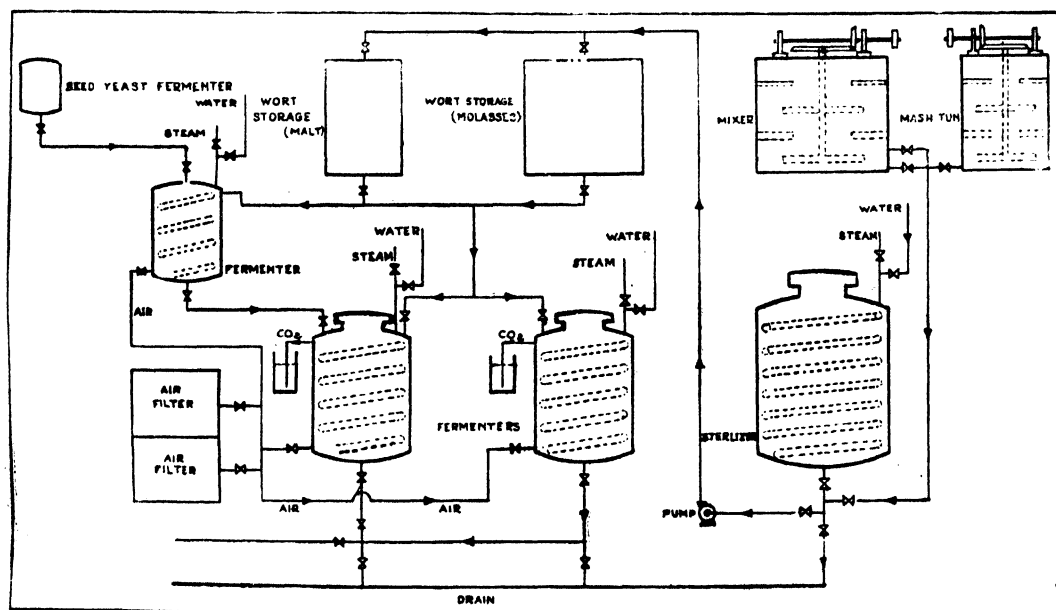 SEED YEAST FERMENTER
WATER
STEAM
WORT
STORAGE
(MALT)
WORT STORAGE
(MOLASSES)
MIXER
MASH TUN
WATER
STEAM
FERMENTER
AIR
WATER
STEAM
WATER
STEAM
CO2
CO2
AIR
FILTER
AIR
FILTER
FERMENTERS
STERILIZER
AIR
AIR
PUMP
DRAIN